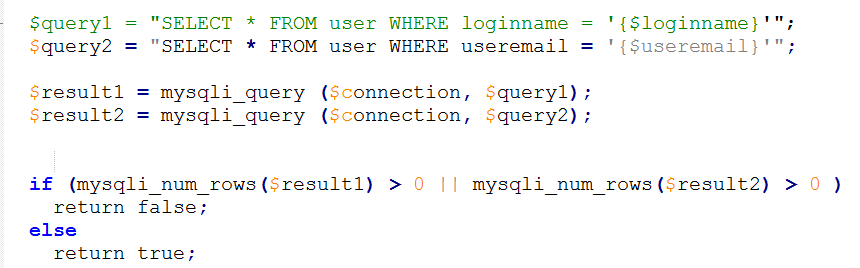 $query1 = "SELECT * FROM user WHERE loginname = '{$loginname}'";
$query2 = "SELECT * FROM user WHERE useremail = '{$useremail}'";
$result1 = mysqli_query ($connection, $query1);
$result2 = mysqli_query ($connection, $query2);
if (mysqli_num_rows($result1) > 0 || mysqli_num_rows($result2) > 0 )
return false;
else
return true;